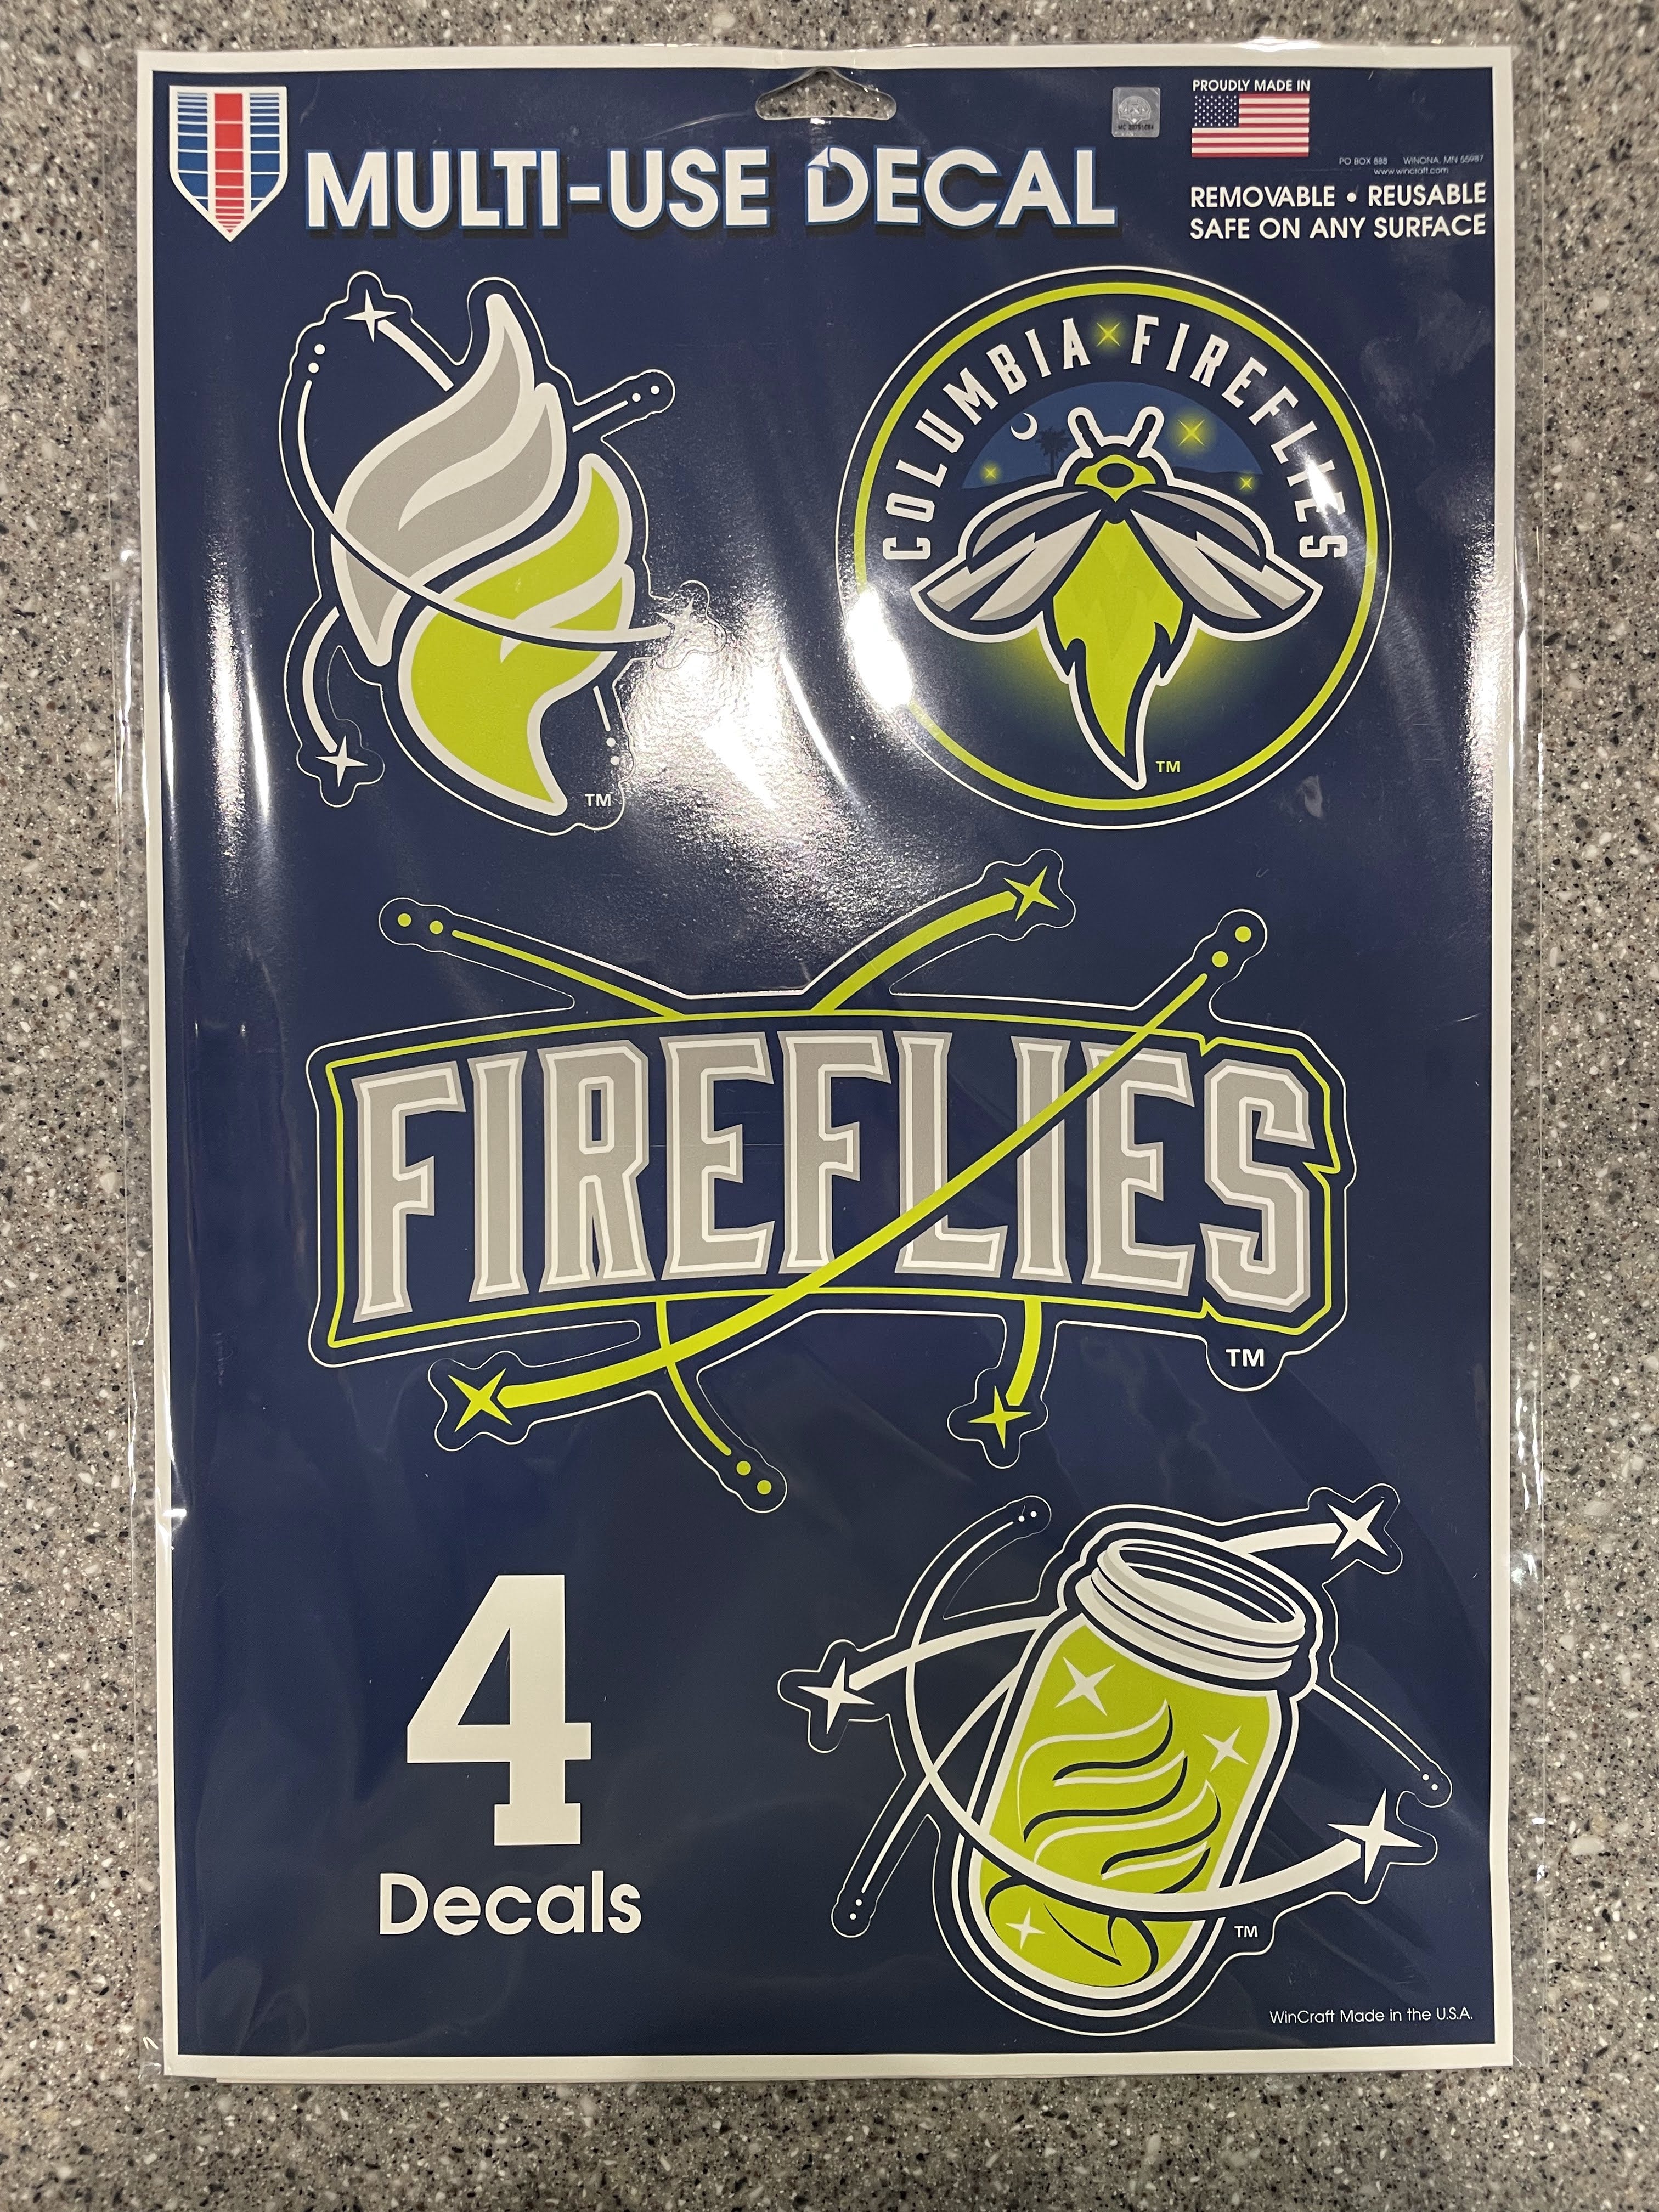 PROUDLY MADE IN
MULTI-USE DECAL
PO BOX 888 WINONA, MN 55987
www.wincraft.com
REMOVABLE • REUSABLE
SAFE ON ANY SURFACE
TM
COLUMBIA FIREFLIES
TM
FIREFLIES
TM
4
Decals
TM
WinCraft Made in the U.S.A.